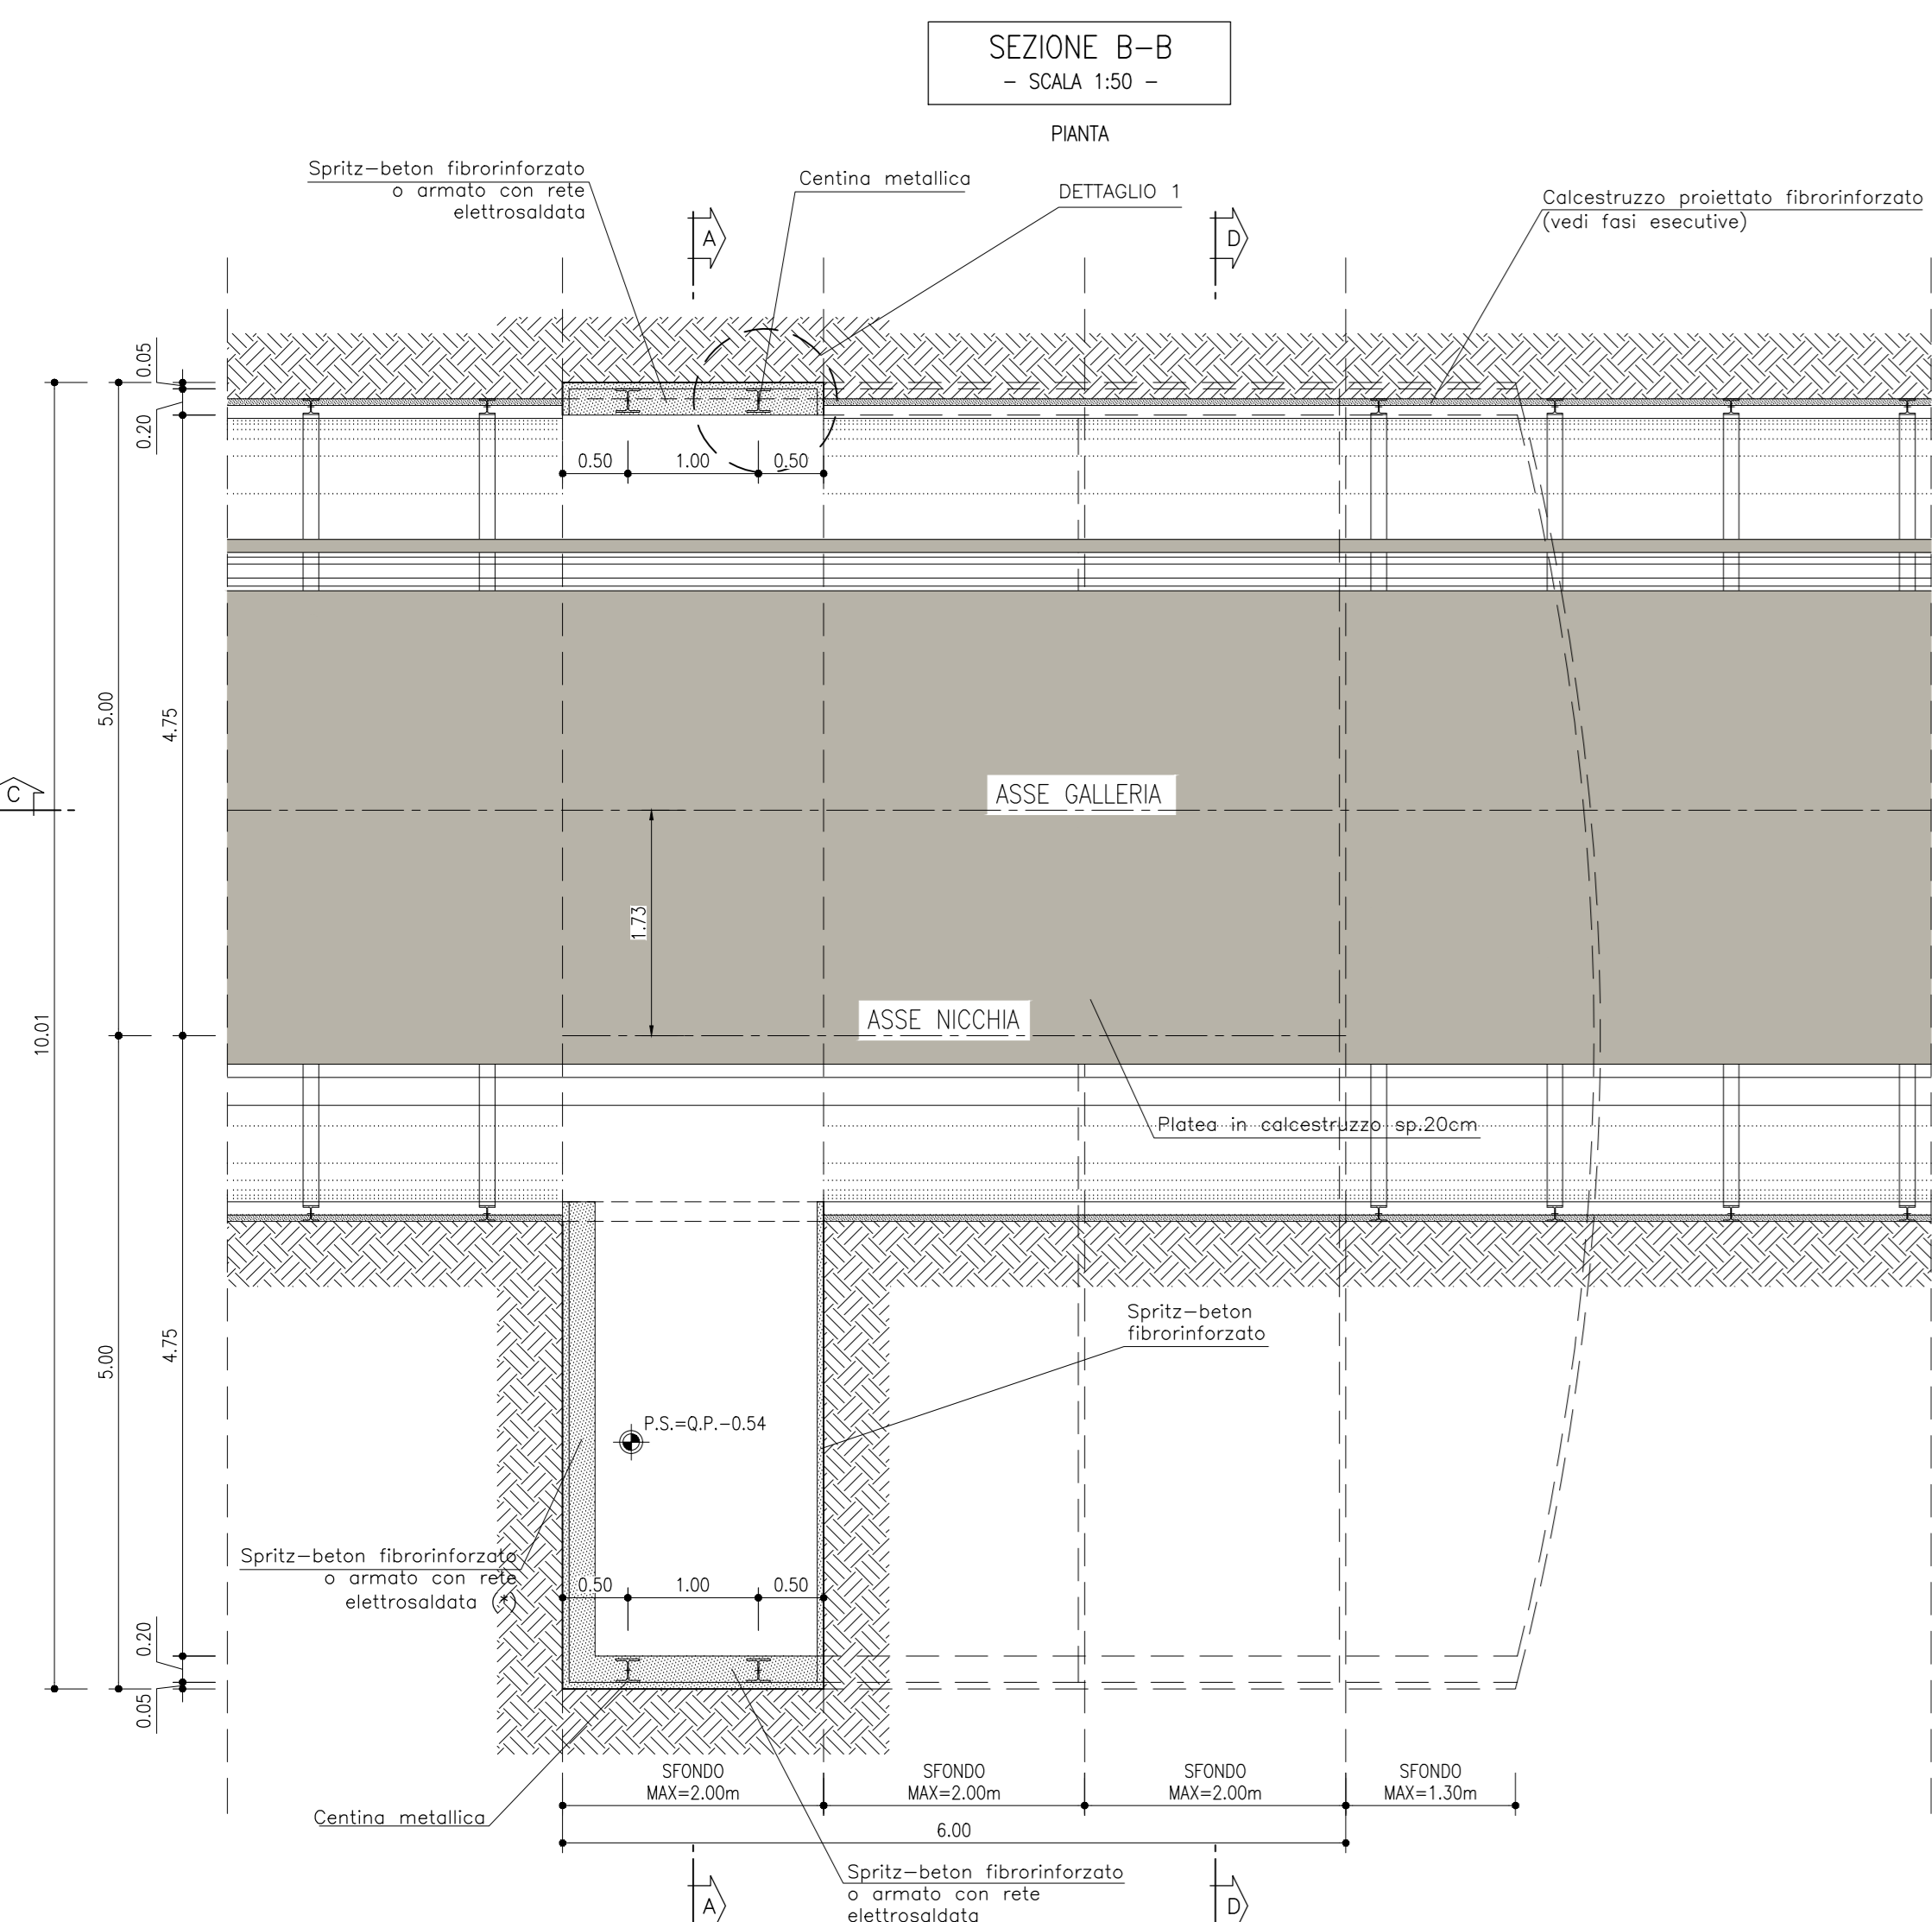 SEZIONE B-B
- SCALA 1:50 -
PIANTA
Spritz-beton fibrorinforzato
o armato con rete
elettrosaldata
Centina metallica
DETTAGLIO 1
Calcestruzzo proiettato fibrorinforzato
(vedi fasi esecutive)
A
D
0.05
0.20
0.50
1.00
0.50
5.00
4.75
C
ASSE GALLERIA
1.73
10.01
ASSE NICCHIA
Platea in calcestruzzo sp.20cm
Spritz-beton
fibrorinforzato
5.00
4.75
P.S.=Q.P.-0.54
Spritz-beton fibrorinforzato
o armato con rete
elettrosaldata (*)
0.50
1.00
0.50
0.20
0.05
SFONDO
MAX=2.00m
SFONDO
MAX=2.00m
SFONDO
MAX=2.00m
SFONDO
MAX=1.30m
Centina metallica
6.00
Spritz-beton fibrorinforzato
o armato con rete
elettrosaldata
A
D